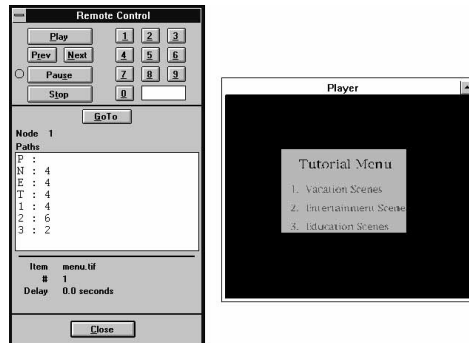 Remote Control
Play 1 2 3
Prev Next 4 5 6
Pause 7 8 9
Stop 0
GoTo
Node 1
Paths
P :
N : 4
E : 4
T : 4
1 : 4
2 : 6
3 : 2
Item menu.tif
# 1
Delay 0.0 seconds
Close
Player
Tutorial Menu
1. Vacation Scenes
2. Entertainment Scene
3. Education Scenes